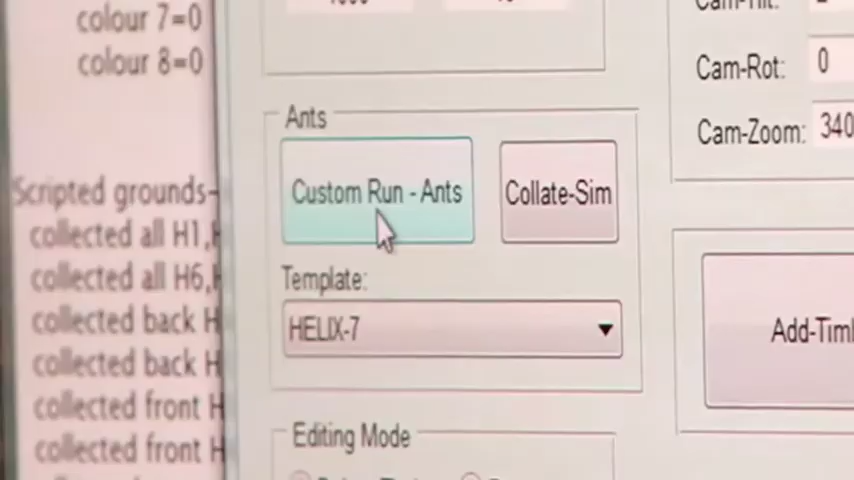 colour 7=0
colour 8=0
Scripted grounds-
collected all H1,
collected all H6,
collected back H
collected back H
collected front H
collected front H
Ants
Custom Run - Ants
Collate-Sim
Template:
HELIX-7
Editing Mode
Cam-Rot:
0
Cam-Zoom:
340
Add-Timl